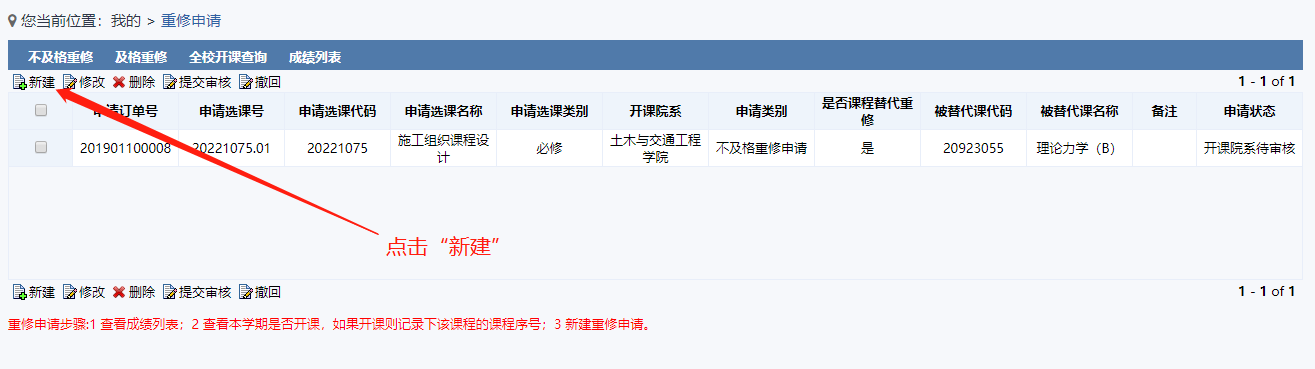 您当前位置：我的 > 重修申请
不及格重修 及格重修 全校开课查询 成绩列表
新建 修改 删除 提交审核 撤回 1 - 1 of 1
申请订单号 申请选课号 申请选课代码 申请选课名称 申请选课类别 开课院系 申请类别 是否课程替代重修 被替代课代码 被替代课名称 备注 申请状态
201901100008 20221075.01 20221075 施工组织课程设计 必修 土木与交通工程学院 不及格重修申请 是 20923055 理论力学（B） 开课院系待审核
点击“新建”
新建 修改 删除 提交审核 撤回 1 - 1 of 1
重修申请步骤:1 查看成绩列表；2 查看本学期是否开课，如果开课则记录下该课程的课程序号；3 新建重修申请。